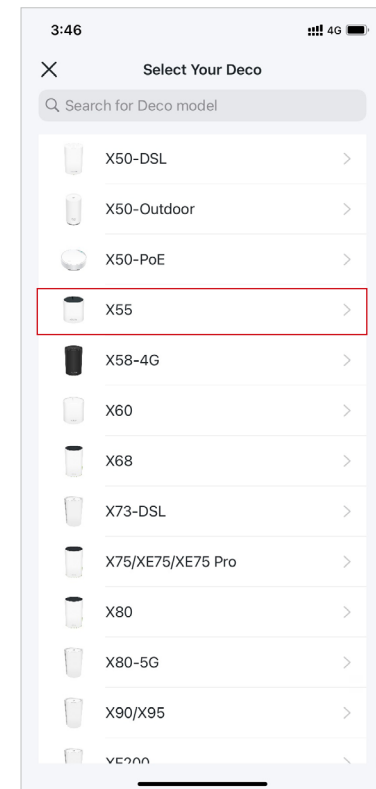 3:46
4G
Select Your Deco
Search for Deco model
X50-DSL
X50-Outdoor
X50-PoE
X55
X58-4G
X60
X68
X73-DSL
X75/XE75/XE75 Pro
X80
X80-5G
X90/X95
XE200